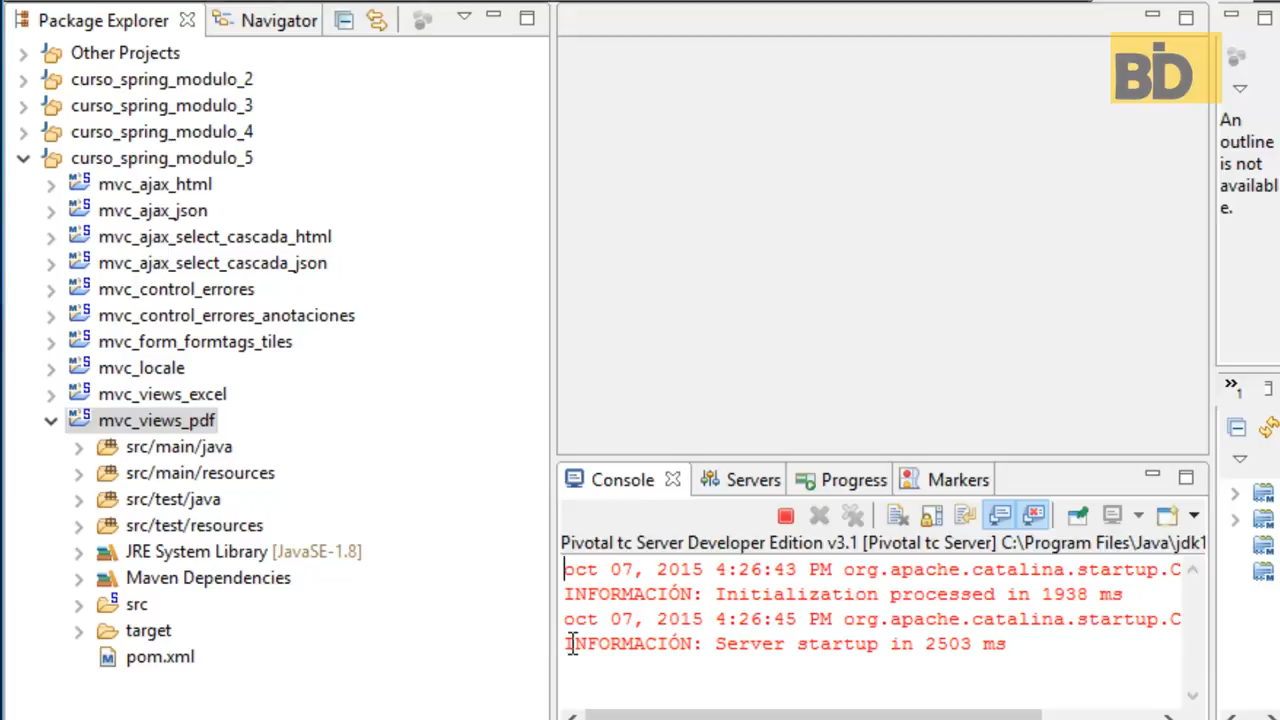 Package Explorer
Navigator
Other Projects
curso_spring_modulo_2
curso_spring_modulo_3
curso_spring_modulo_4
curso_spring_modulo_5
mvc_ajax_html
mvc_ajax_json
mvc_ajax_select_cascada_html
mvc_ajax_select_cascada_json
mvc_control_errores
mvc_control_errores_anotaciones
mvc_form_formtags_tiles
mvc_locale
mvc_views_excel
mvc_views_pdf
src/main/java
src/main/resources
src/test/java
src/test/resources
JRE System Library [JavaSE-1.8]
Maven Dependencies
src
target
pom.xml
BID
An
outline
is not
availabl
e.
Console
Servers
Progress
Markers
Pivotal tc Server Developer Edition v3.1 [Pivotal tc Server] C:\Program Files\Java\jdk1
oct 07, 2015 4:26:43 PM org.apache.catalina.startup.C
INFORMACIÓN: Initialization processed in 1938 ms
oct 07, 2015 4:26:45 PM org.apache.catalina.startup.C
INFORMACIÓN: Server startup in 2503 ms